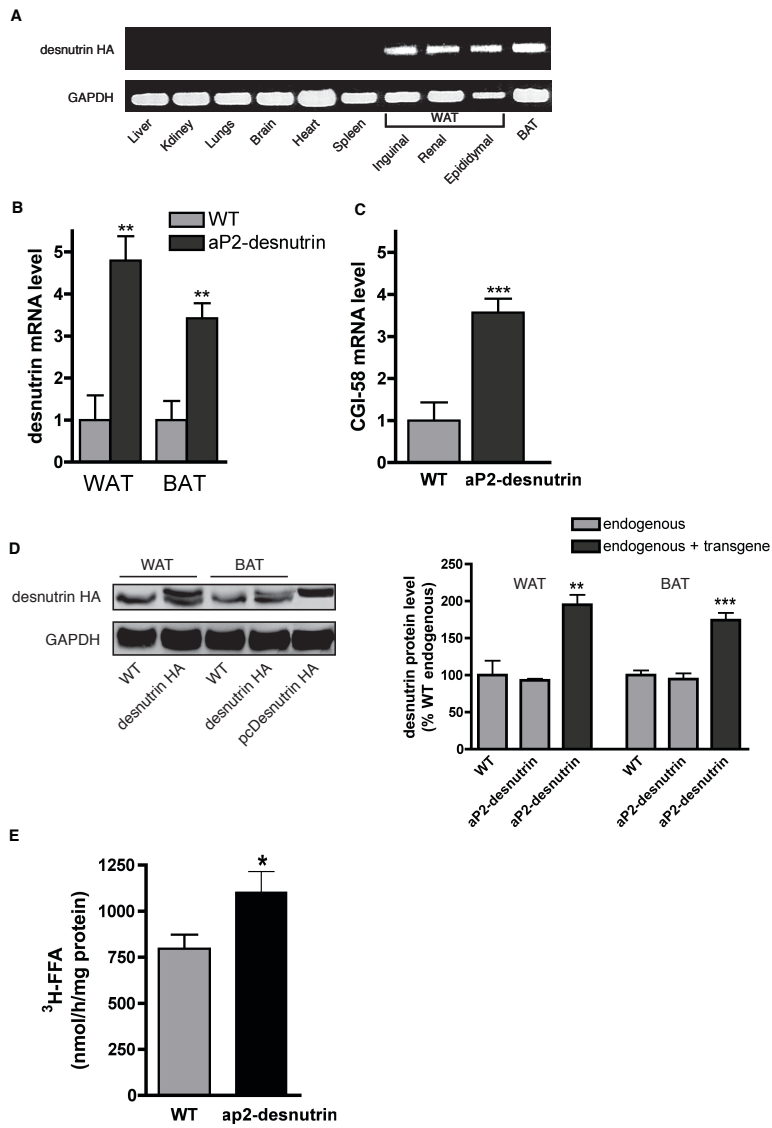 A
desnutrin HA
GAPDH
Liver
Kdiney
Lungs
Brain
Heart
Spleen
Inguinal
Renal
Epididymal
WAT
BAT
B
WT
aP2-desnutrin
desnutrin mRNA level
5
4
3
2
1
0
**
**
WAT
BAT
C
CGI-58 mRNA level
5
4
3
2
1
0
***
WT
aP2-desnutrin
D
WAT
BAT
desnutrin HA
GAPDH
WT
desnutrin HA
WT
desnutrin HA
pcDesnutrin HA
endogenous
endogenous + transgene
desnutrin protein level
(% WT endogenous)
250
200
150
100
50
0
WAT
BAT
**
***
WT
aP2-desnutrin
aP2-desnutrin
WT
aP2-desnutrin
aP2-desnutrin
E
³H-FFA
(nmol/h/mg protein)
1250
1000
750
500
250
0
*
WT
ap2-desnutrin